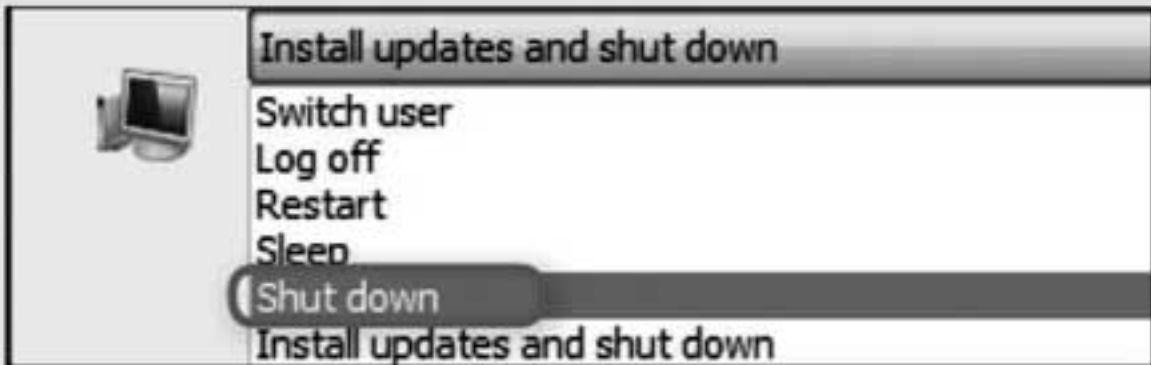 Install updates and shut down
Switch user
Log off
Restart
Sleep
Shut down
Install updates and shut down